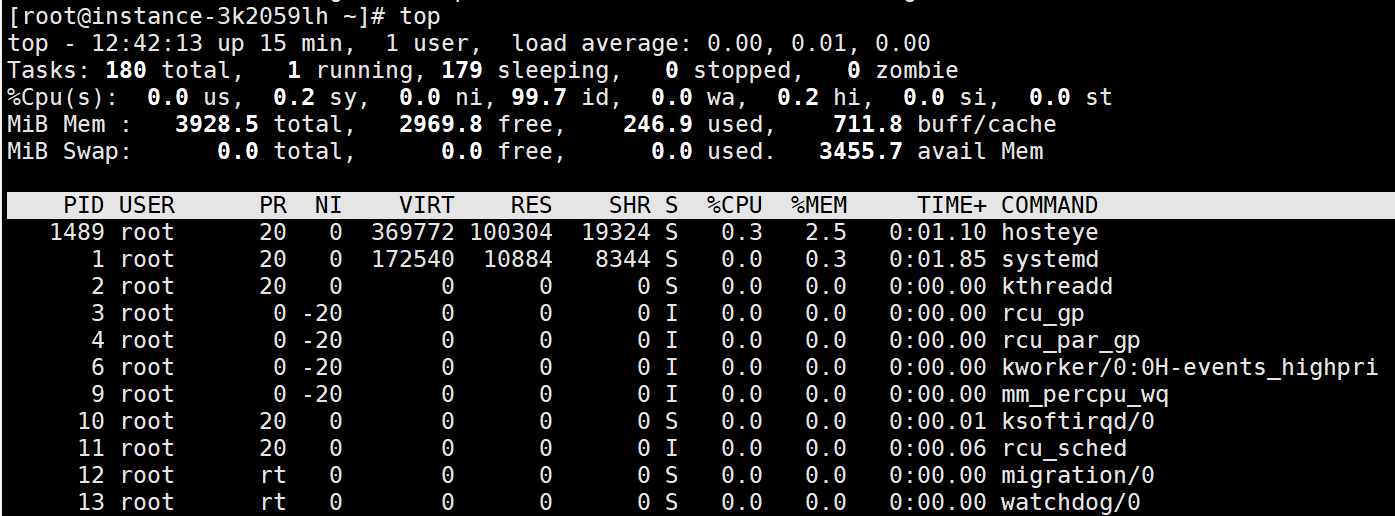 [root@instance-3k2059lh ~]# top
top - 12:42:13 up 15 min,  1 user,  load average: 0.00, 0.01, 0.00
Tasks: 180 total,   1 running, 179 sleeping,   0 stopped,   0 zombie
%Cpu(s):  0.0 us,  0.2 sy,  0.0 ni, 99.7 id,  0.0 wa,  0.2 hi,  0.0 si,  0.0 st
MiB Mem :   3928.5 total,   2969.8 free,    246.9 used,    711.8 buff/cache
MiB Swap:      0.0 total,      0.0 free,      0.0 used.   3455.7 avail Mem
    PID USER      PR  NI    VIRT    RES    SHR S  %CPU  %MEM     TIME+ COMMAND
   1489 root      20   0  369772 100304  19324 S   0.3   2.5   0:01.10 hosteye
      1 root      20   0  172540  10884   8344 S   0.0   0.3   0:01.85 systemd
      2 root      20   0       0      0      0 S   0.0   0.0   0:00.00 kthreadd
      3 root       0 -20       0      0      0 I   0.0   0.0   0:00.00 rcu_gp
      4 root       0 -20       0      0      0 I   0.0   0.0   0:00.00 rcu_par_gp
      6 root       0 -20       0      0      0 I   0.0   0.0   0:00.00 kworker/0:0H-events_highpri
      9 root       0 -20       0      0      0 I   0.0   0.0   0:00.00 mm_percpu_wq
     10 root      20   0       0      0      0 S   0.0   0.0   0:00.01 ksoftirqd/0
     11 root      20   0       0      0      0 I   0.0   0.0   0:00.06 rcu_sched
     12 root      rt   0       0      0      0 S   0.0   0.0   0:00.00 migration/0
     13 root      rt   0       0      0      0 S   0.0   0.0   0:00.00 watchdog/0